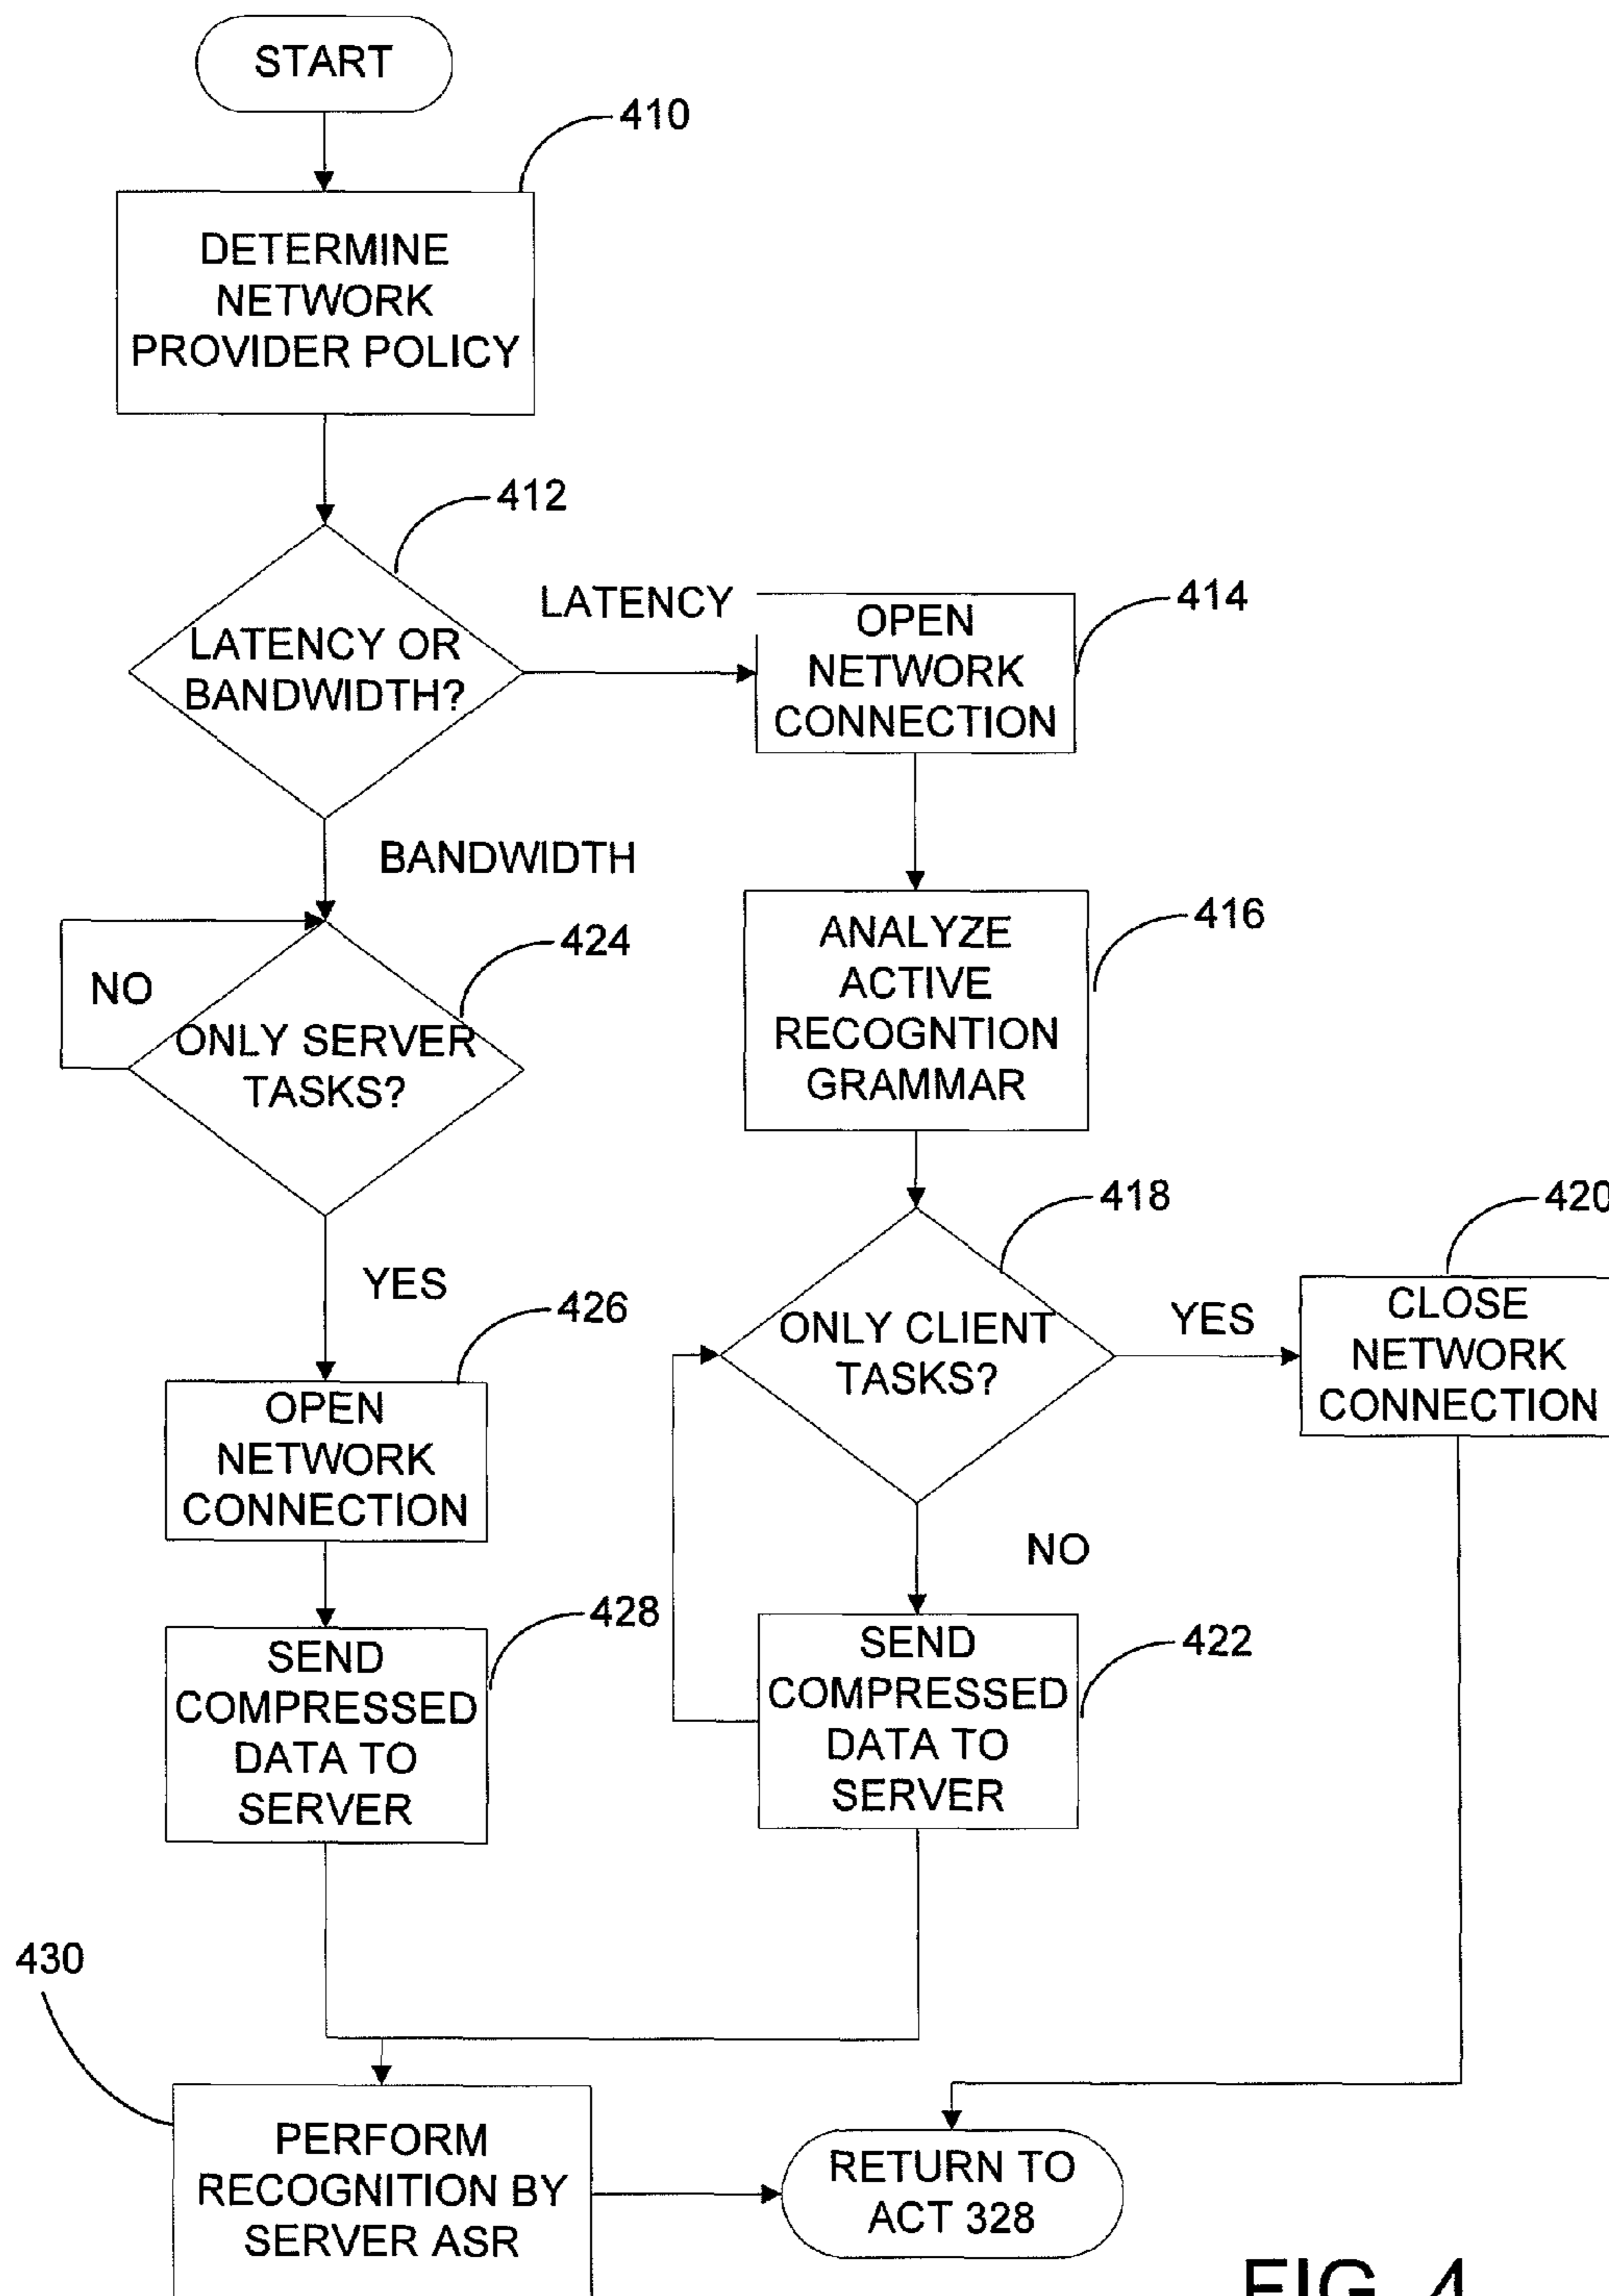 START
410
DETERMINE
NETWORK
PROVIDER POLICY
412
LATENCY OR
BANDWIDTH?
LATENCY
OPEN
NETWORK
CONNECTION
414
BANDWIDTH
ANALYZE
ACTIVE
RECOGNTION
GRAMMAR
416
NO
424
ONLY SERVER
TASKS?
418
420
YES
ONLY CLIENT
TASKS?
YES
CLOSE
NETWORK
CONNECTION
426
OPEN
NETWORK
CONNECTION
NO
428
SEND
COMPRESSED
DATA TO
SERVER
SEND
COMPRESSED
DATA TO
SERVER
422
430
PERFORM
RECOGNITION BY
SERVER ASR
RETURN TO
ACT 328
FIG. 4